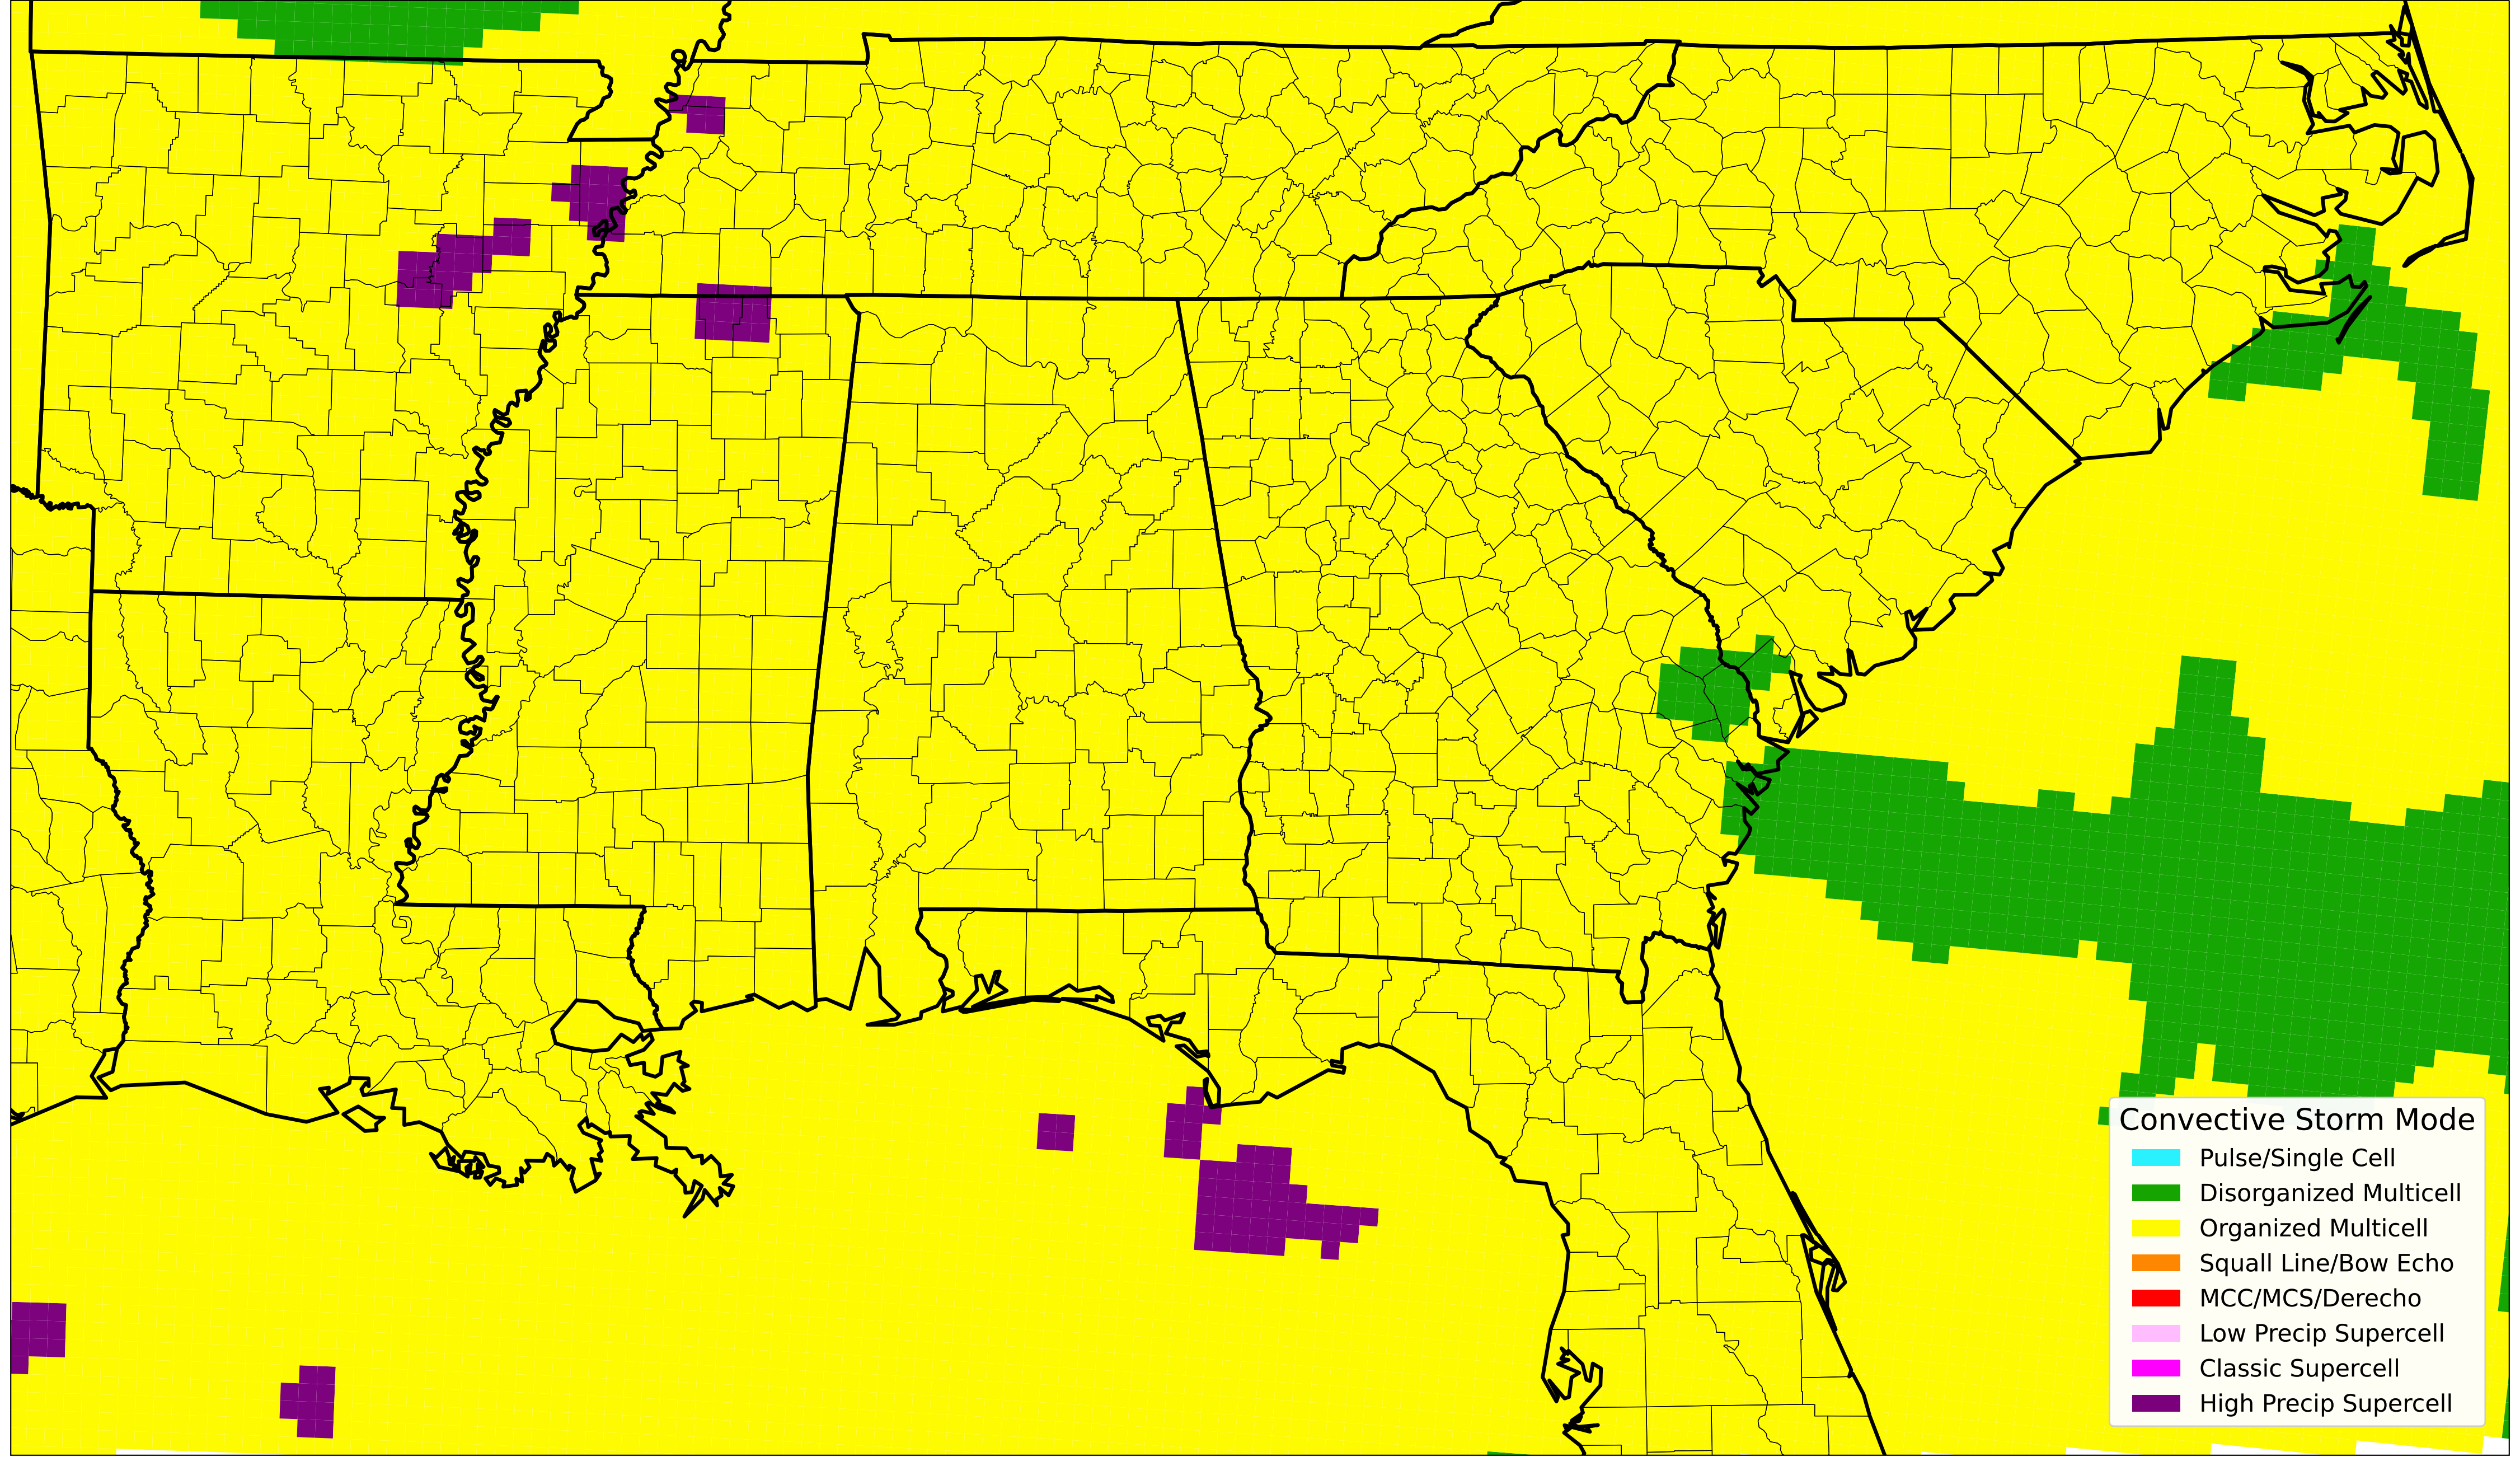 Convective Storm Mode
Pulse/Single Cell
Disorganized Multicell
Organized Multicell
Squall Line/Bow Echo
MCC/MCS/Derecho
Low Precip Supercell
Classic Supercell
High Precip Supercell